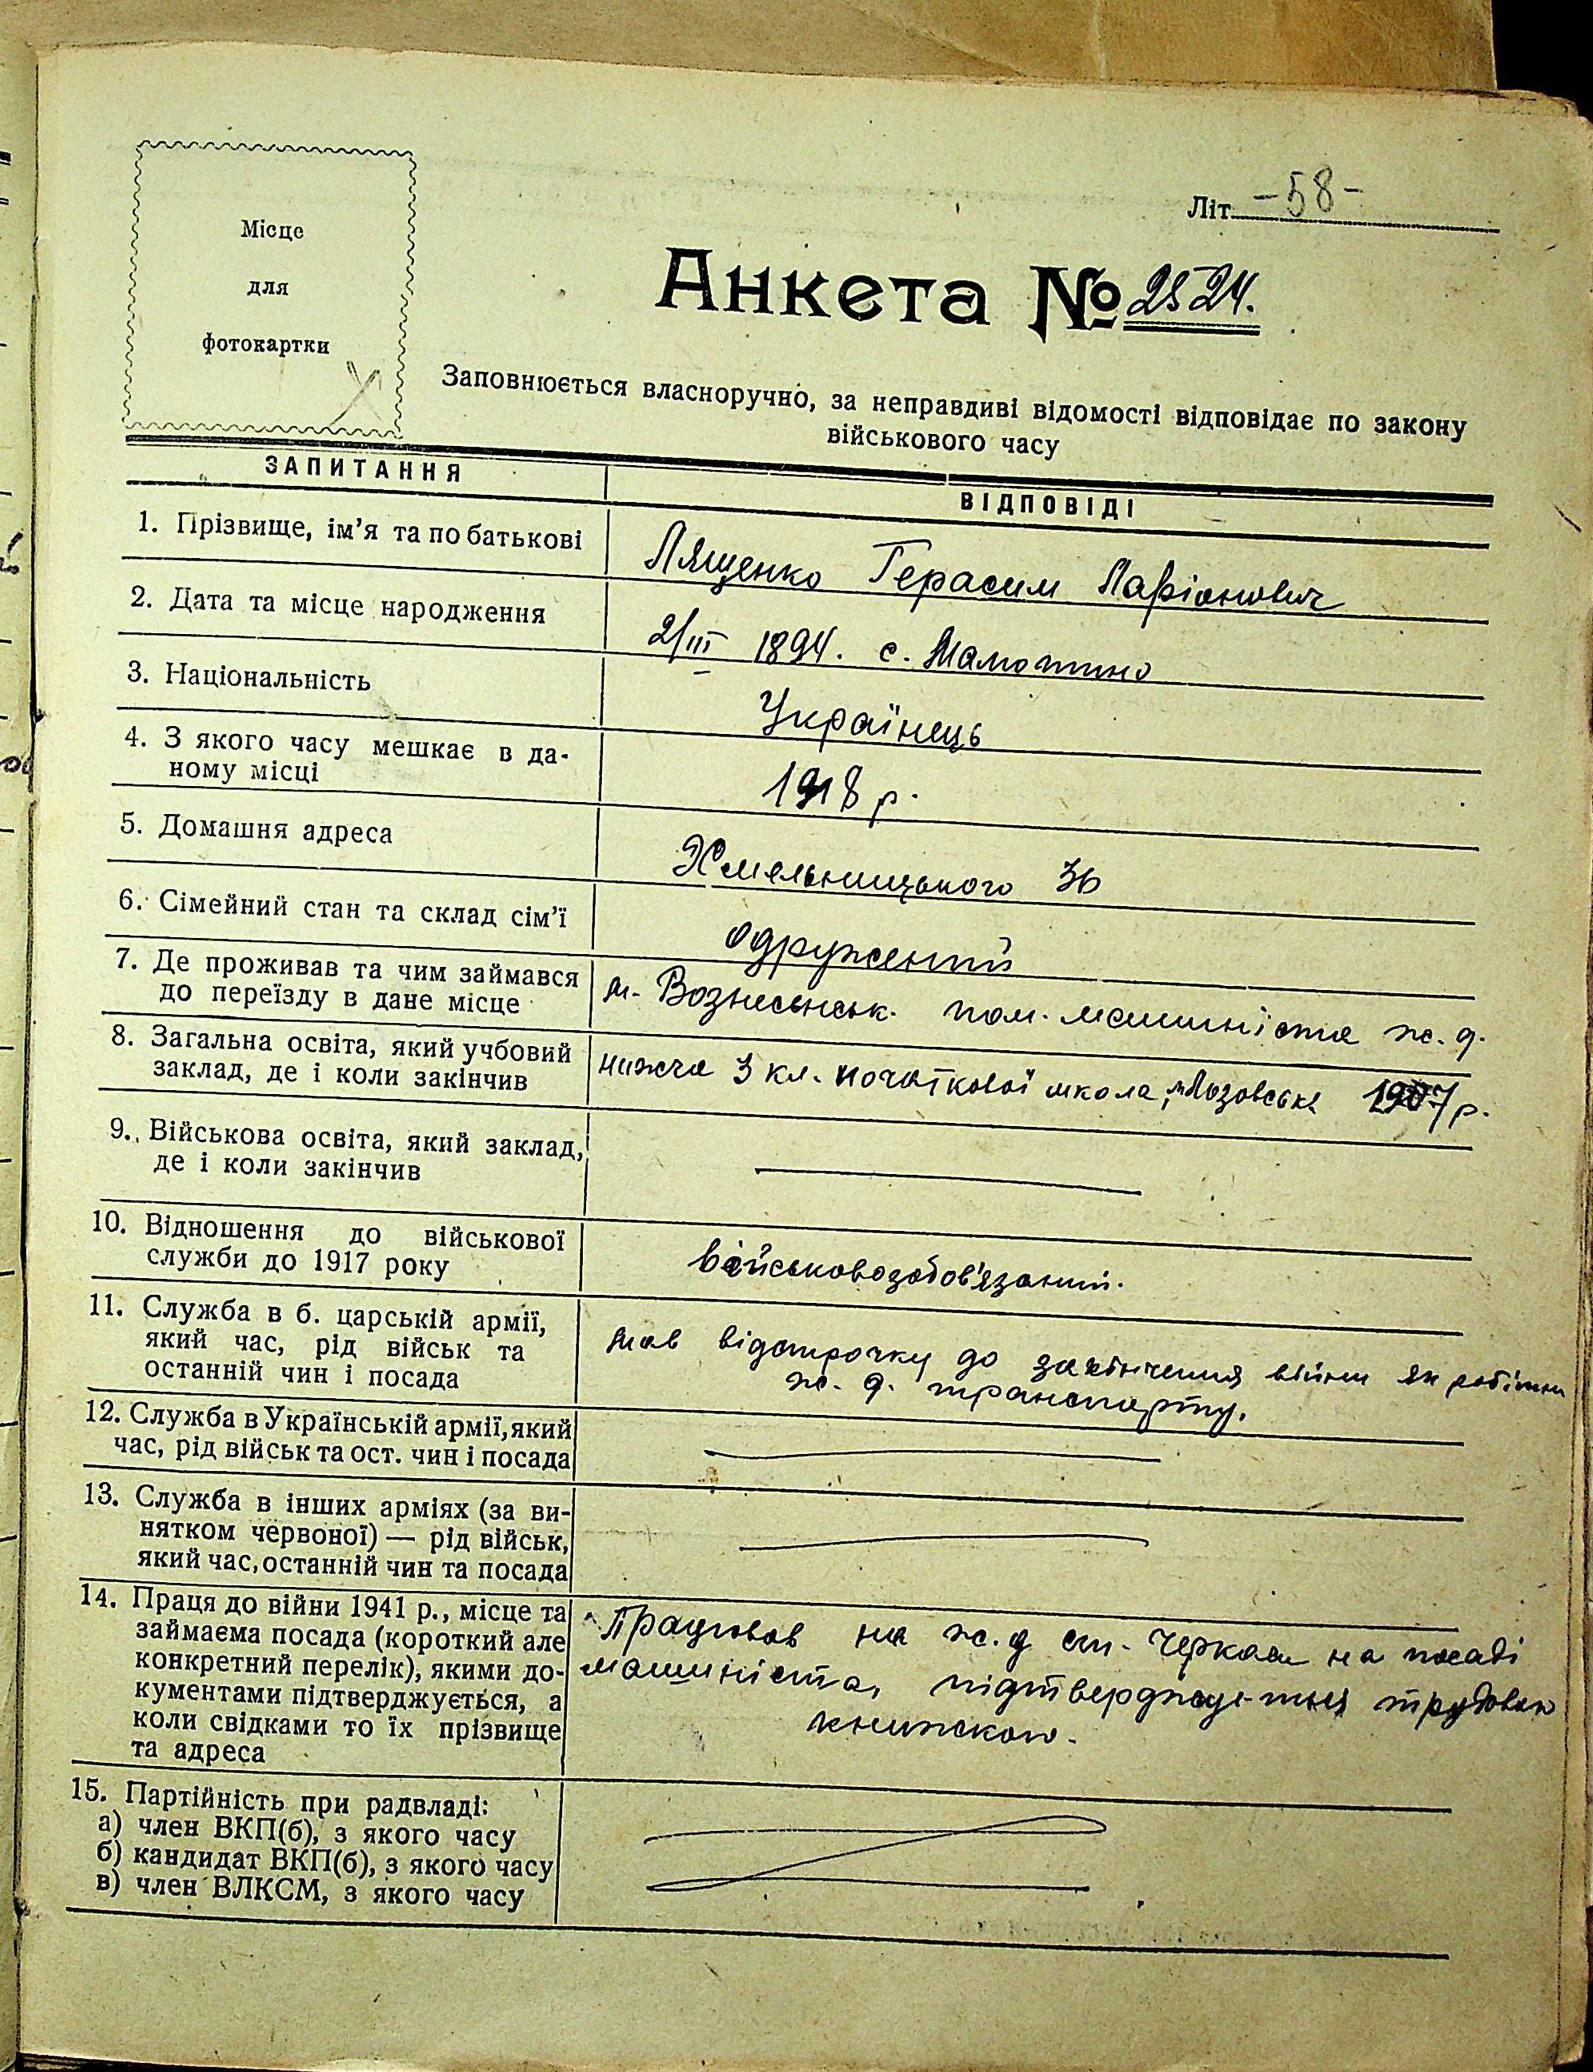 Місце
для
фотокартки
Літ. -58-
Анкета № 2524.
Заповнюється власноручно, за неправдиві відомості відповідає по закону
військового часу
ЗАПИТАННЯ
ВІДПОВІДІ
1. Прізвище, ім'я та по батькові
Лященко Герасим Ларіонович
2. Дата та місце народження
2/III 1894. с. Мамотино
3. Національність
Українець
4. З якого часу мешкає в да-
ному місці
1918 р.
5. Домашня адреса
Хмельницького 36
6. Сімейний стан та склад сім'ї
одружений
7. Де проживав та чим займався
до переїзду в дане місце
м. Вознесенськ. пом. машиніста ж. д.
8. Загальна освіта, який учбовий
заклад, де і коли закінчив
нижча 3 кл. початкової школа, 1907 р.
9. Військова освіта, який заклад,
де і коли закінчив
10. Відношення до військової
служби до 1917 року
військовозобов'язаний.
11. Служба в б. царській армії,
який час, рід військ та
останній чин і посада
мав відстрочку до закінчення війни як
ж. д. транспорту.
12. Служба в Українській армії, який
час, рід військ та ост. чин і посада
13. Служба в інших арміях (за ви-
нятком червоної) — рід військ,
який час, останній чин та посада
14. Праця до війни 1941 р., місце та
займаєма посада (короткий але
конкретний перелік), якими до-
кументами підтверджується, а
коли свідками то їх прізвище
та адреса
Працював на ж. д ст. Черкаси на посаді
машиніста, підтверджується трудовою
книжкою.
15. Партійність при радвладі:
а) член ВКП(б), з якого часу
б) кандидат ВКП(б), з якого часу
в) член ВЛКСМ, з якого часу